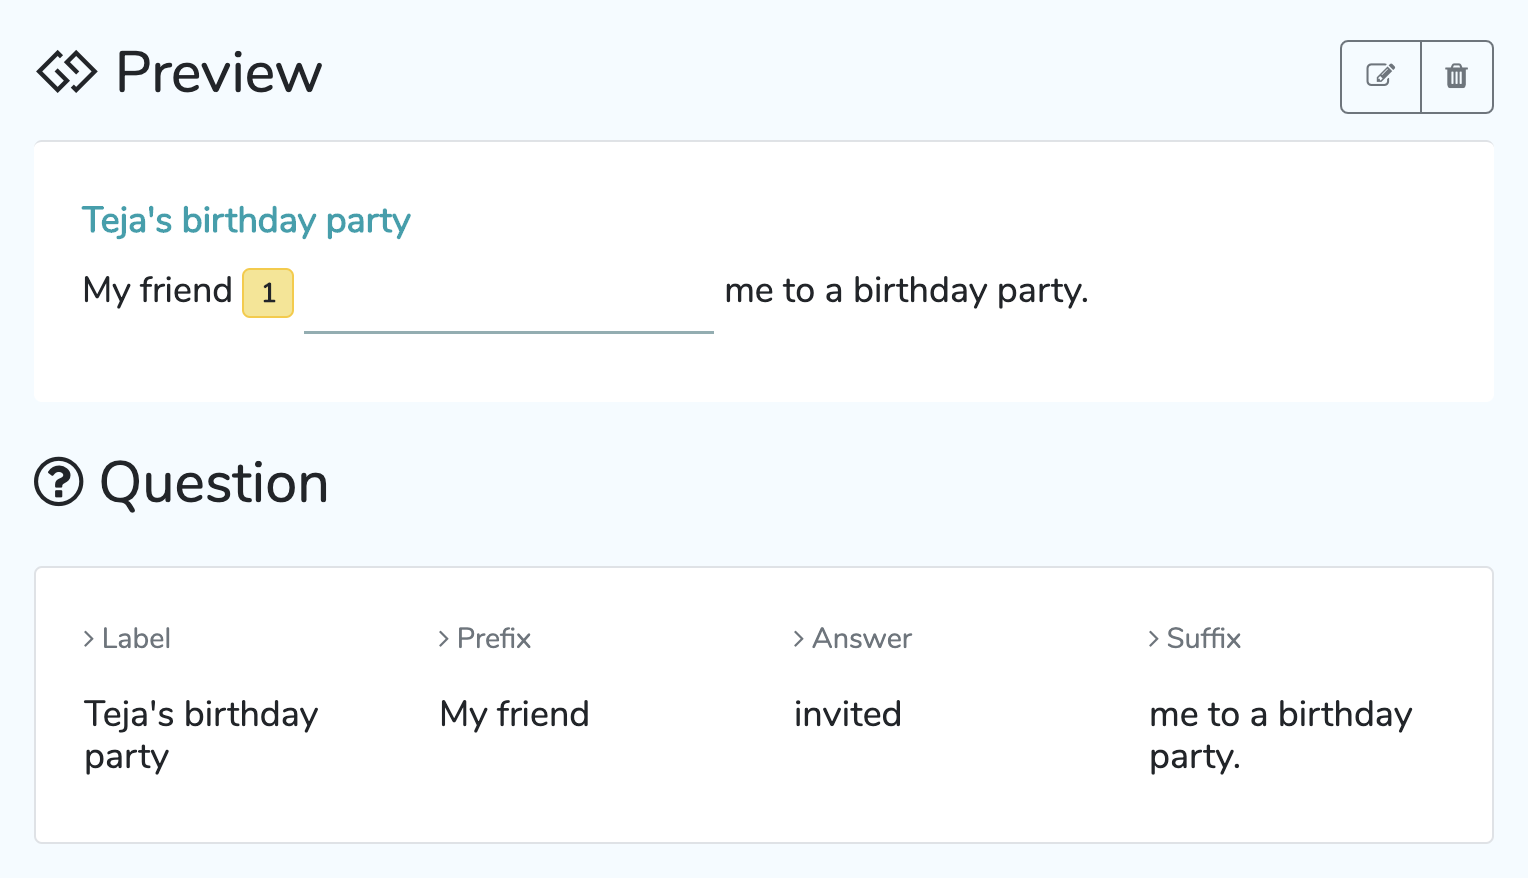 Preview
Teja's birthday party
My friend 1 me to a birthday party.
Question
Label Prefix Answer Suffix
Teja's birthday My friend invited me to a birthday
party party.